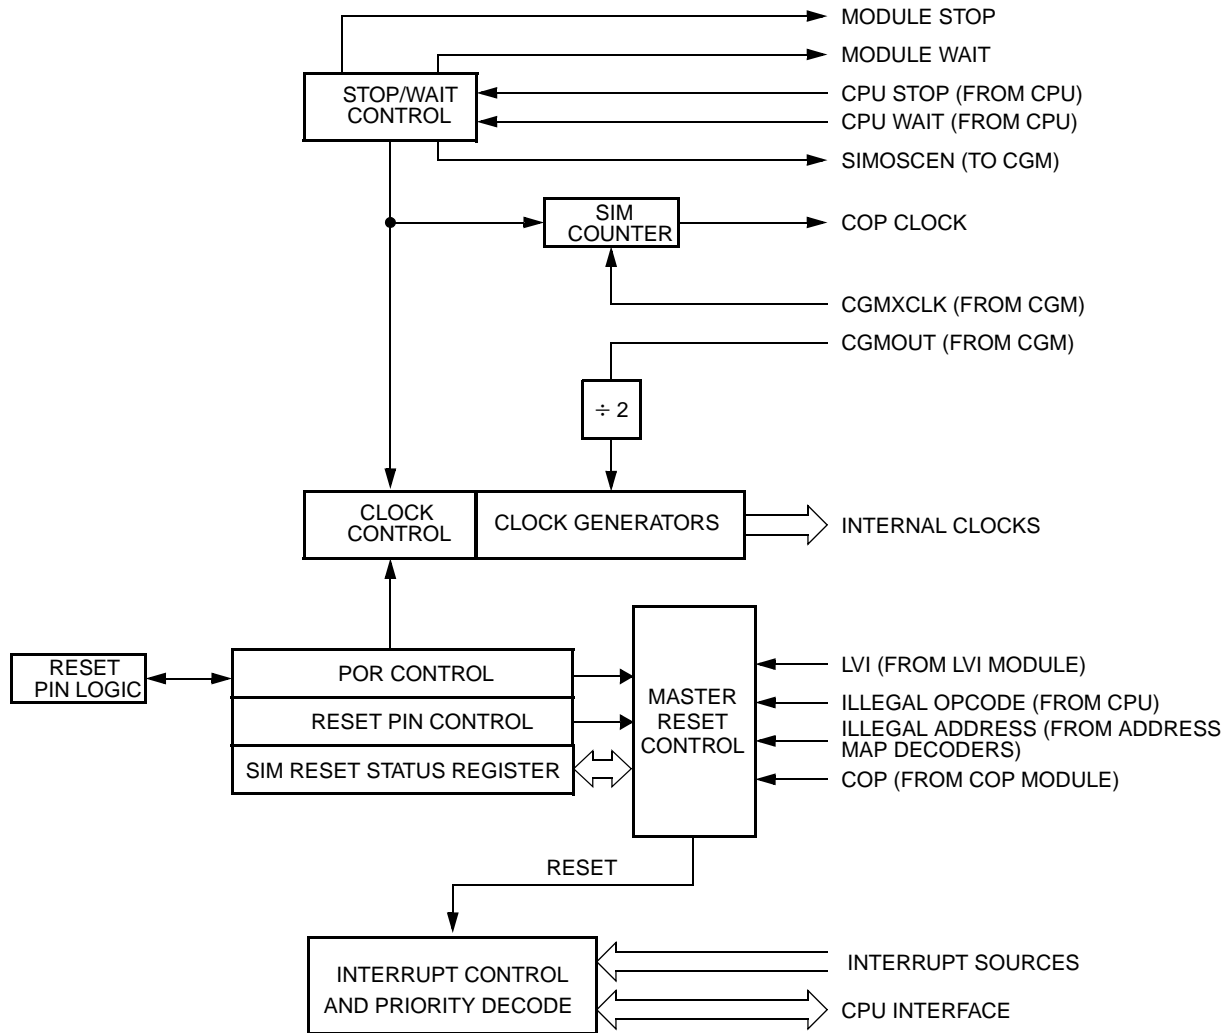 MODULE STOP
MODULE WAIT
STOP/WAIT
CONTROL
CPU STOP (FROM CPU)
CPU WAIT (FROM CPU)
SIMOSCEN (TO CGM)
SIM
COUNTER
COP CLOCK
CGMXCLK (FROM CGM)
CGMOUT (FROM CGM)
÷ 2
CLOCK
CONTROL
CLOCK GENERATORS
INTERNAL CLOCKS
RESET
PIN LOGIC
POR CONTROL
RESET PIN CONTROL
SIM RESET STATUS REGISTER
MASTER
RESET
CONTROL
LVI (FROM LVI MODULE)
ILLEGAL OPCODE (FROM CPU)
ILLEGAL ADDRESS (FROM ADDRESS
MAP DECODERS)
COP (FROM COP MODULE)
RESET
INTERRUPT CONTROL
AND PRIORITY DECODE
INTERRUPT SOURCES
CPU INTERFACE